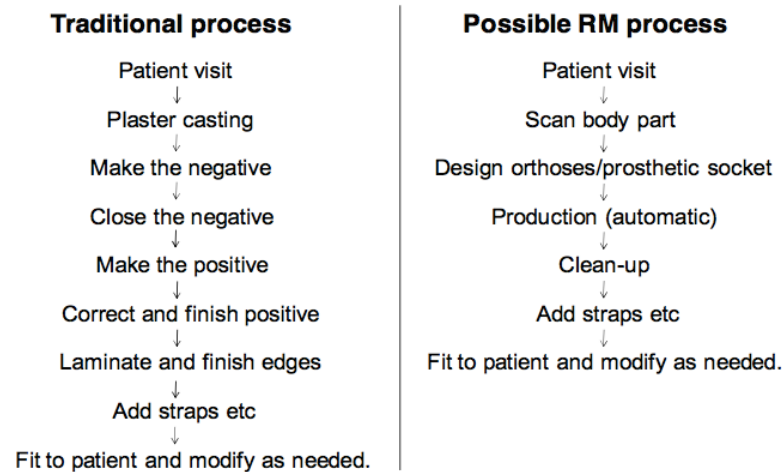 Traditional process
Patient visit
Plaster casting
Make the negative
Close the negative
Make the positive
Correct and finish positive
Laminate and finish edges
Add straps etc
Fit to patient and modify as needed.
Possible RM process
Patient visit
Scan body part
Design orthoses/prosthetic socket
Production (automatic)
Clean-up
Add straps etc
Fit to patient and modify as needed.